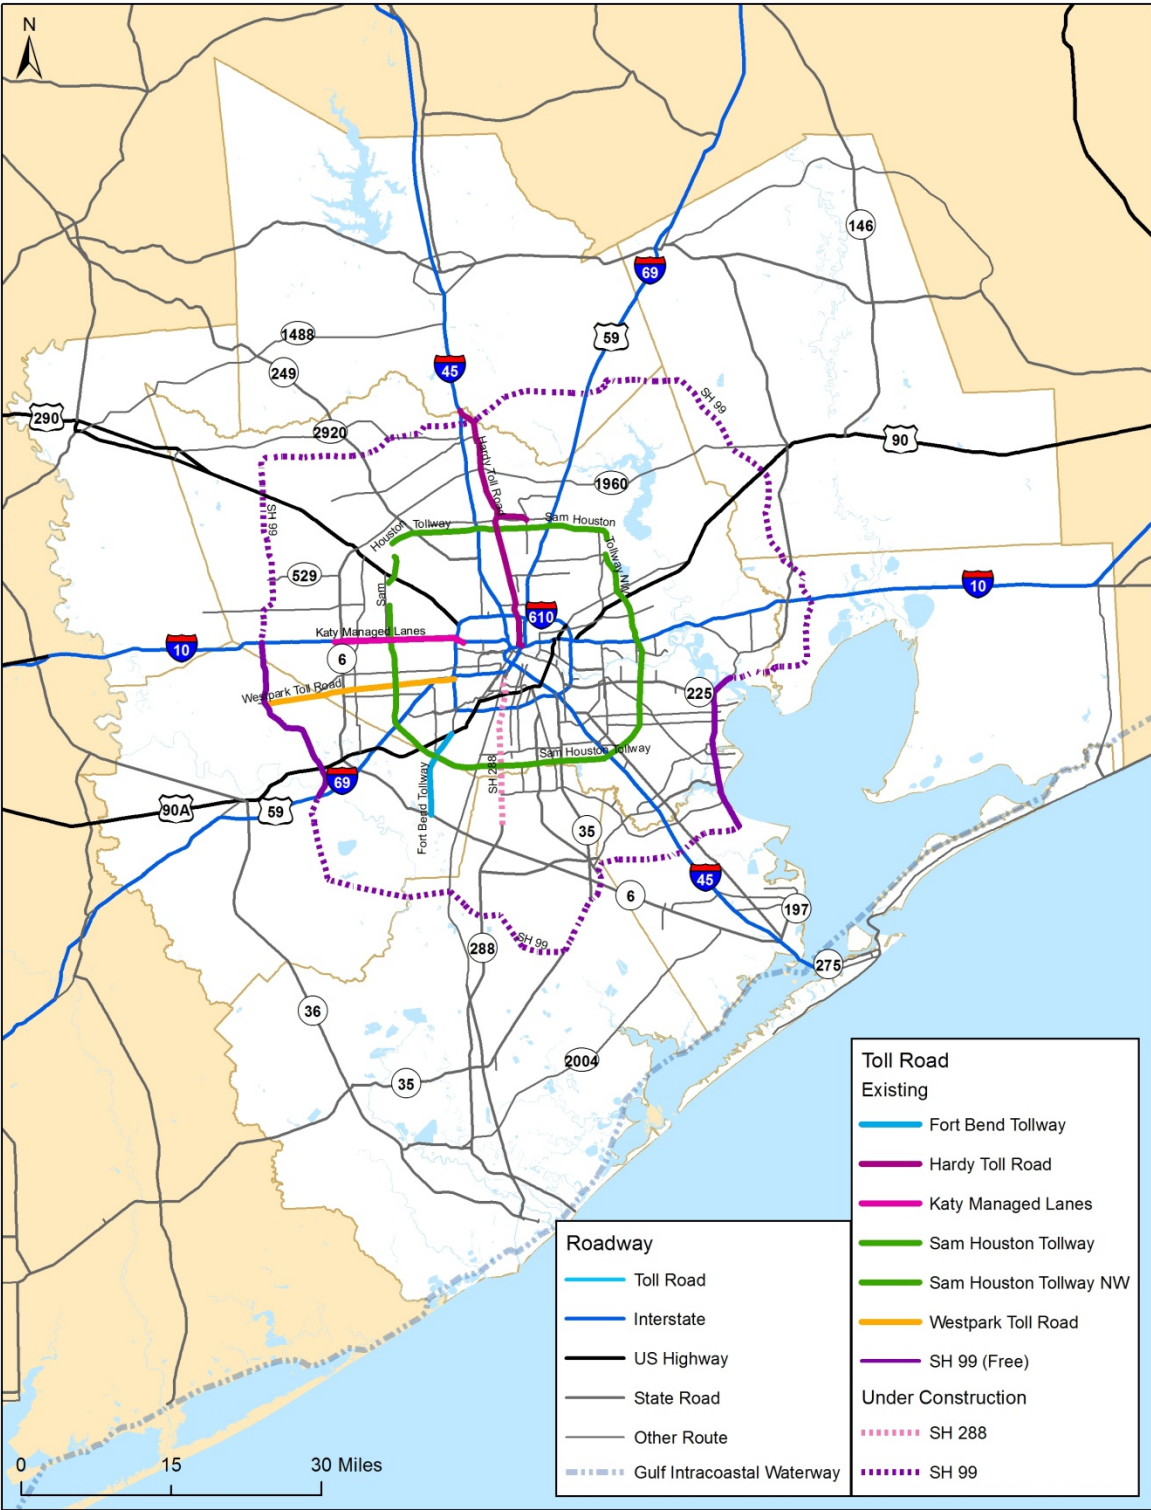 N
146
69
59
1488
249
45
290
2920
SH 99
90
Hardy Toll Road
1960
SH 99
Houston Tollway
Sam Houston
Tollway NW
529
Sam
10
610
Katy Managed Lanes
10
6
Westpark Toll Road
225
Sam Houston Tollway
SH 288
69
90A
59
Fort Bend Tollway
35
45
6
197
SH 99
288
275
36
2004
35
Toll Road
Existing
Fort Bend Tollway
Hardy Toll Road
Katy Managed Lanes
Sam Houston Tollway
Sam Houston Tollway NW
Westpark Toll Road
SH 99 (Free)
Under Construction
SH 288
SH 99
Roadway
Toll Road
Interstate
US Highway
State Road
Other Route
Gulf Intracoastal Waterway
0 15 30 Miles